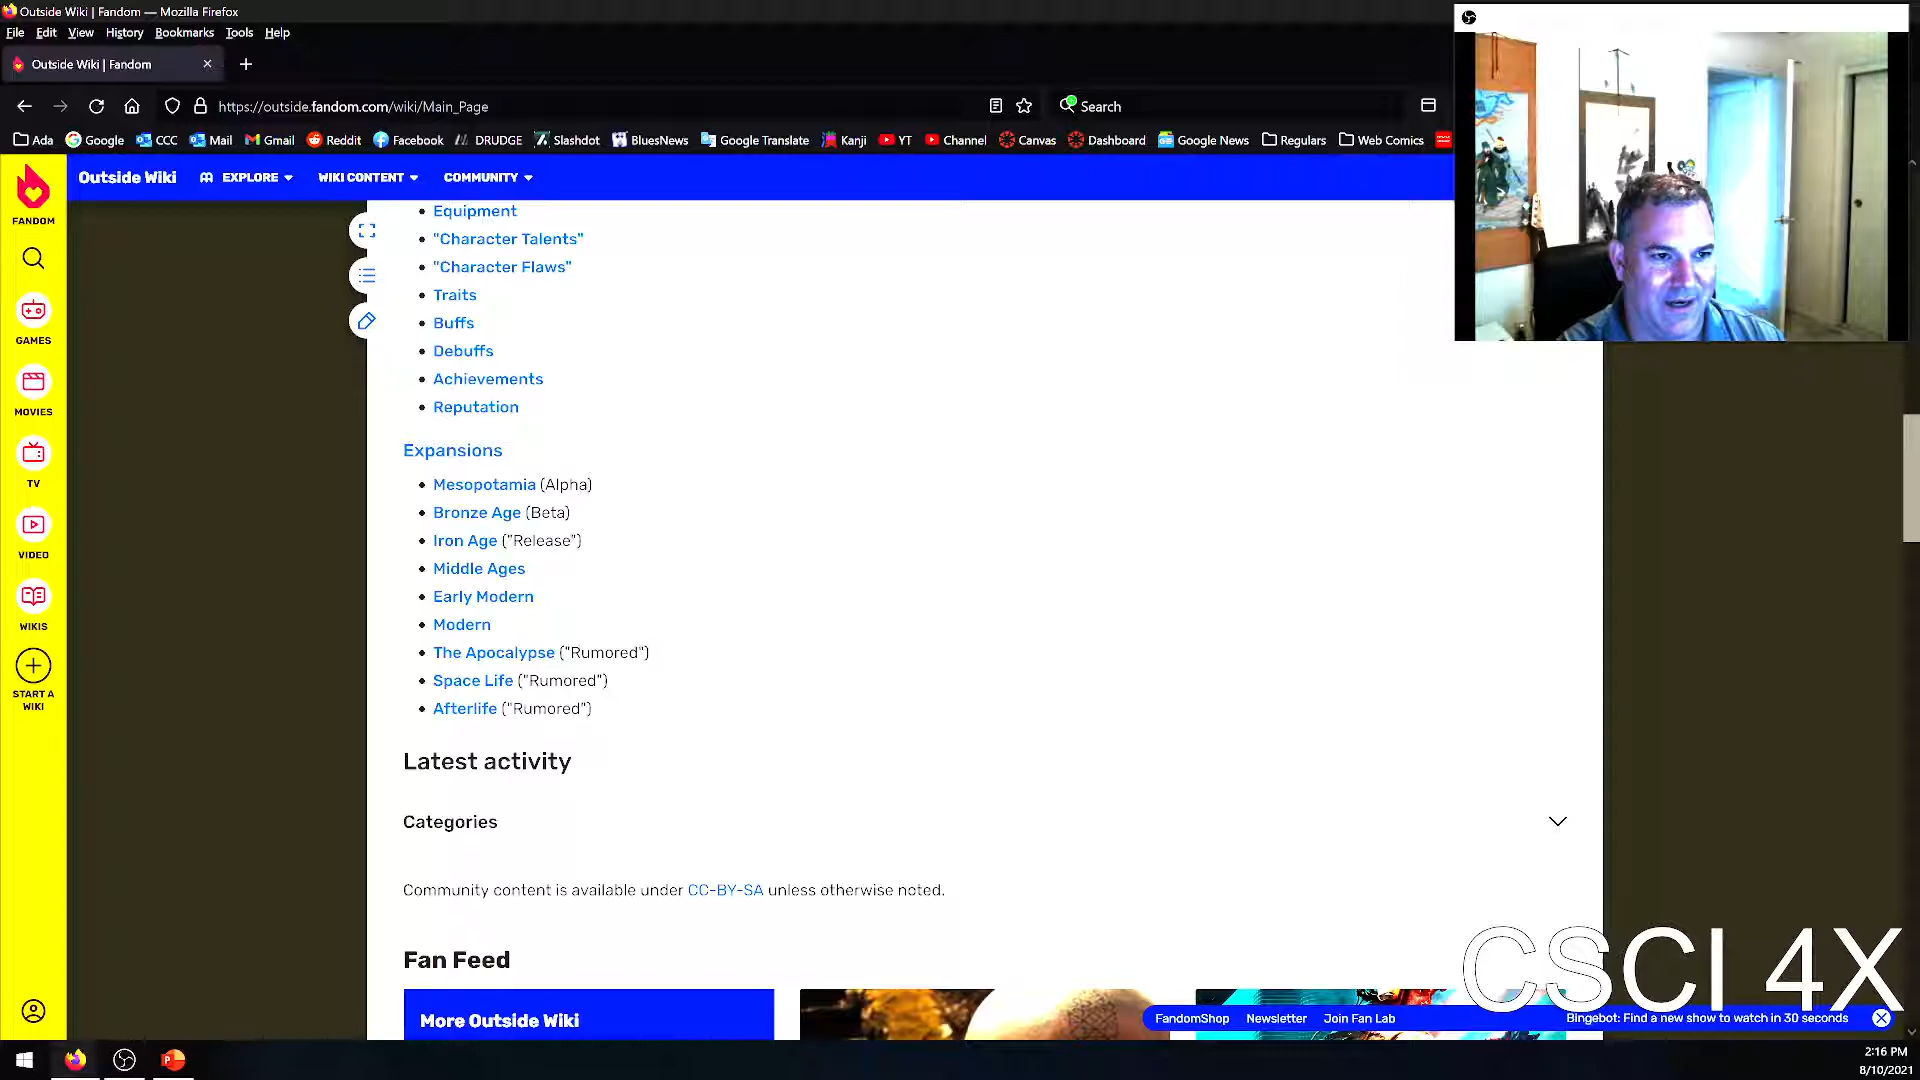 Outside Wiki | Fandom — Mozilla Firefox
File Edit View History Bookmarks Tools Help
Outside Wiki | Fandom
https://outside.fandom.com/wiki/Main_Page
Search
Ada Google CCC Mail Gmail Reddit Facebook DRUDGE Slashdot BluesNews Google Translate Kanji YT Channel Canvas Dashboard Google News Regulars Web Comics
FANDOM
Outside Wiki EXPLORE WIKI CONTENT COMMUNITY
GAMES
MOVIES
TV
VIDEO
WIKIS
START A
WIKI
Equipment
"Character Talents"
"Character Flaws"
Traits
Buffs
Debuffs
Achievements
Reputation
Expansions
Mesopotamia (Alpha)
Bronze Age (Beta)
Iron Age ("Release")
Middle Ages
Early Modern
Modern
The Apocalypse ("Rumored")
Space Life ("Rumored")
Afterlife ("Rumored")
Latest activity
Categories
Community content is available under CC-BY-SA unless otherwise noted.
Fan Feed
More Outside Wiki
CSCI 4X
FandomShop Newsletter Join Fan Lab Bingebot: Find a new show to watch in 30 seconds
2:16 PM
8/10/2021